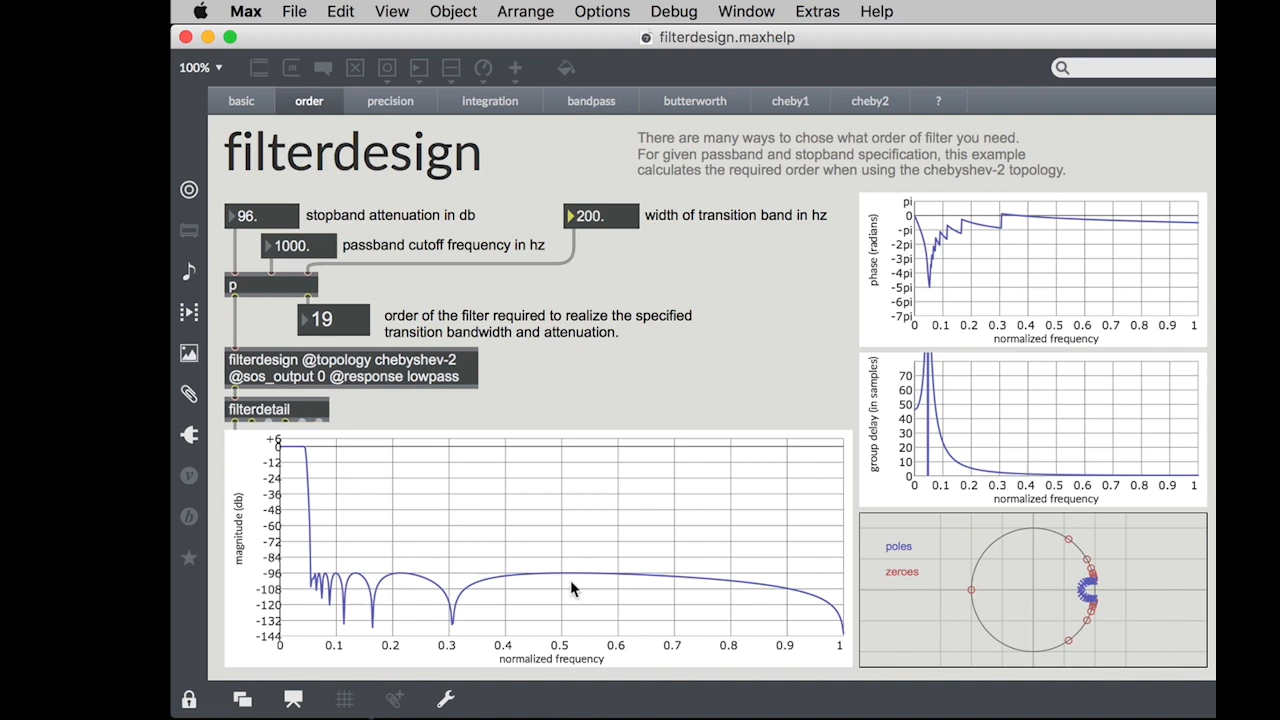 Max File Edit View Object Arrange Options Debug Window Extras Help
filterdesign.maxhelp
100%
basic order precision integration bandpass butterworth cheby1 cheby2 ?
filterdesign
There are many ways to chose what order of filter you need.
For given passband and stopband specification, this example
calculates the required order when using the chebyshev-2 topology.
96. stopband attenuation in db
200. width of transition band in hz
1000. passband cutoff frequency in hz
p
19
order of the filter required to realize the specified
transition bandwidth and attenuation.
filterdesign @topology chebyshev-2
@sos_output 0 @response lowpass
filterdetail
magnitude (db)
+6
0
-12
-24
-36
-48
-60
-72
-84
-96
-108
-120
-132
-144
0 0.1 0.2 0.3 0.4 0.5 0.6 0.7 0.8 0.9 1
normalized frequency
phase (radians)
pi
0
-pi
-2pi
-3pi
-4pi
-5pi
-6pi
-7pi
0 0.1 0.2 0.3 0.4 0.5 0.6 0.7 0.8 0.9 1
normalized frequency
group delay (in samples)
70
60
50
40
30
20
10
0
0 0.1 0.2 0.3 0.4 0.5 0.6 0.7 0.8 0.9 1
normalized frequency
poles
zeroes
v
b